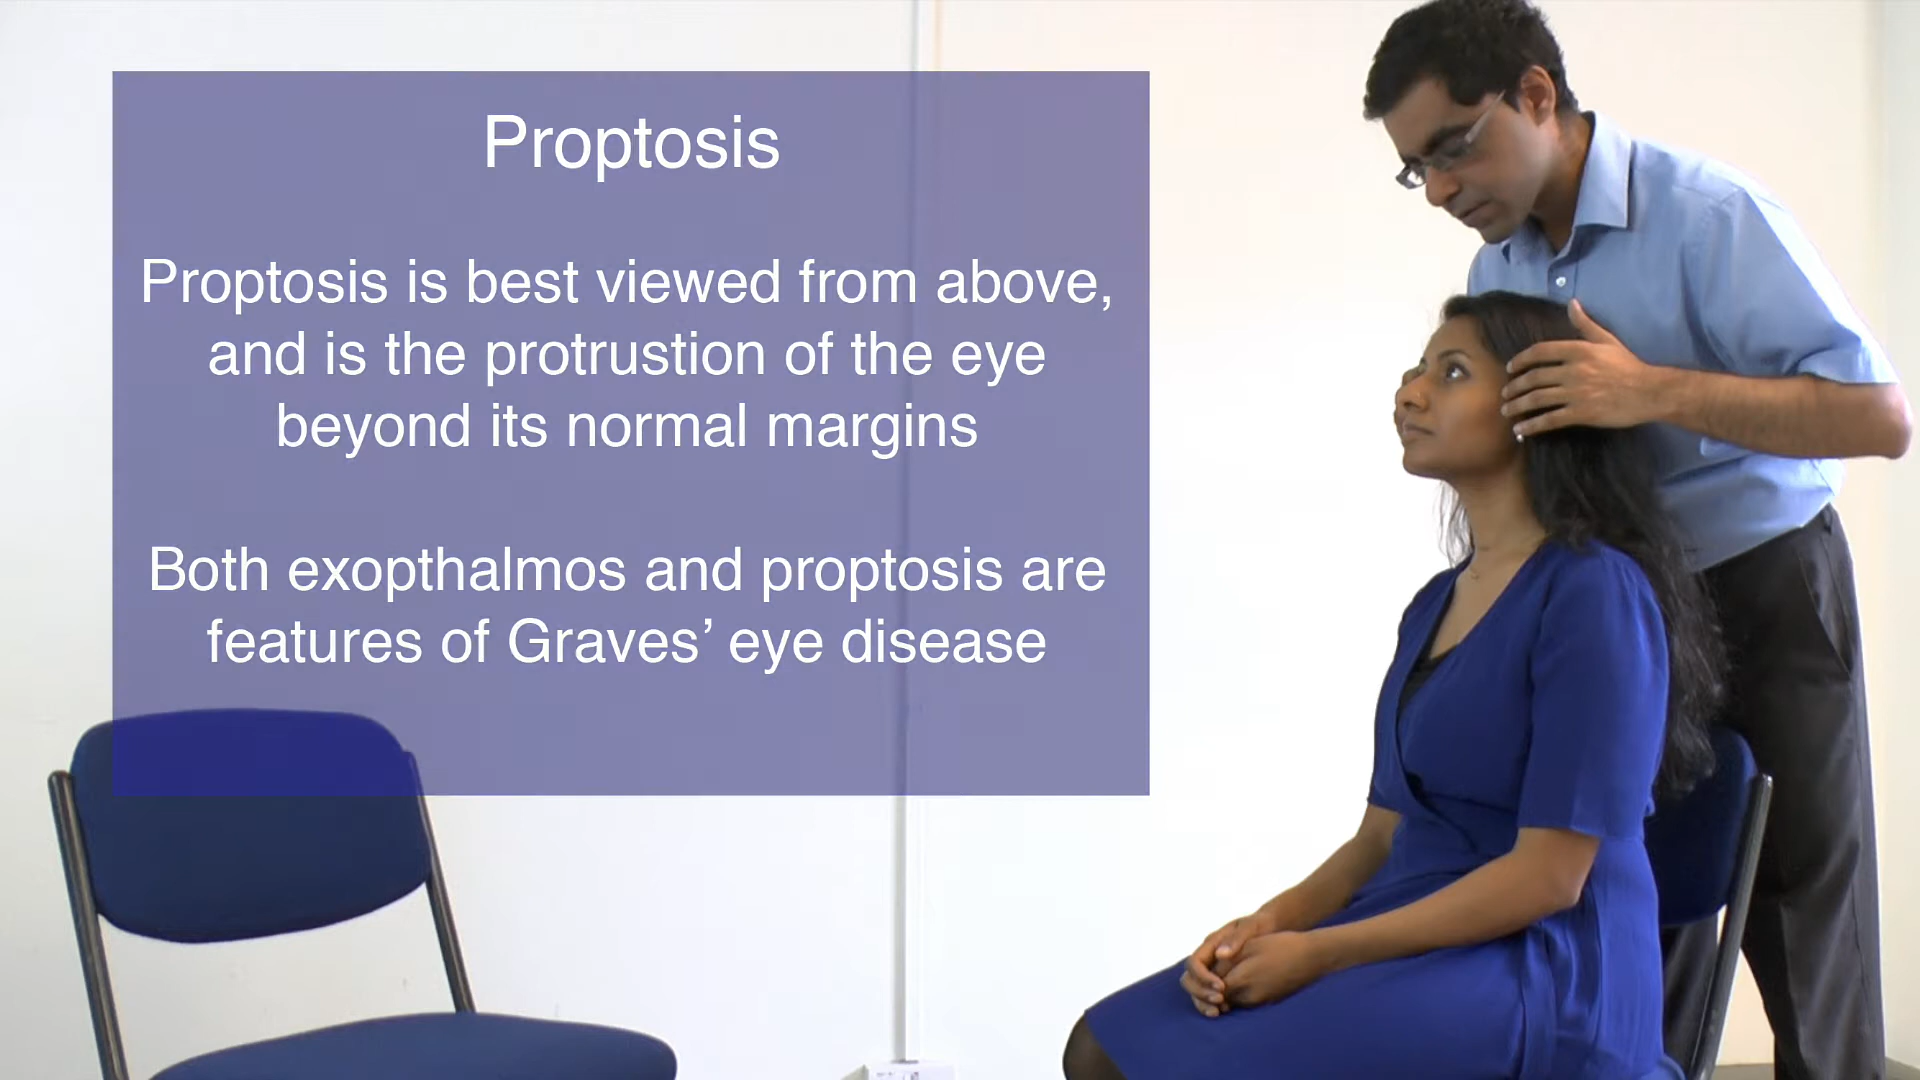 Proptosis
Proptosis is best viewed from above,
and is the protrustion of the eye
beyond its normal margins
Both exopthalmos and proptosis are
features of Graves’ eye disease